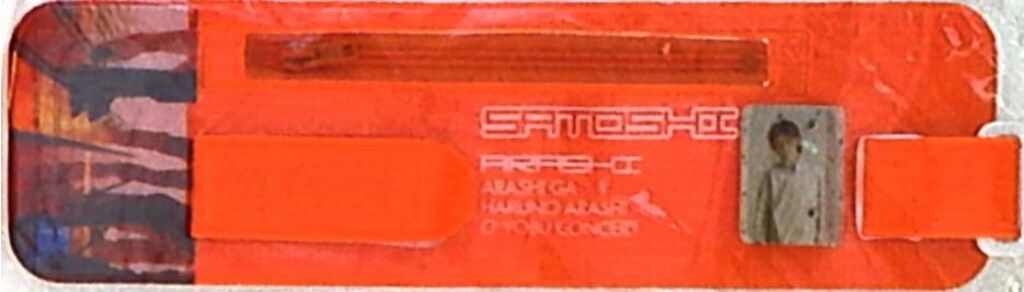 SATOSHI
ARASHI
ARASHI GA
HARUNO ARASHI
O YOBU CONCERT